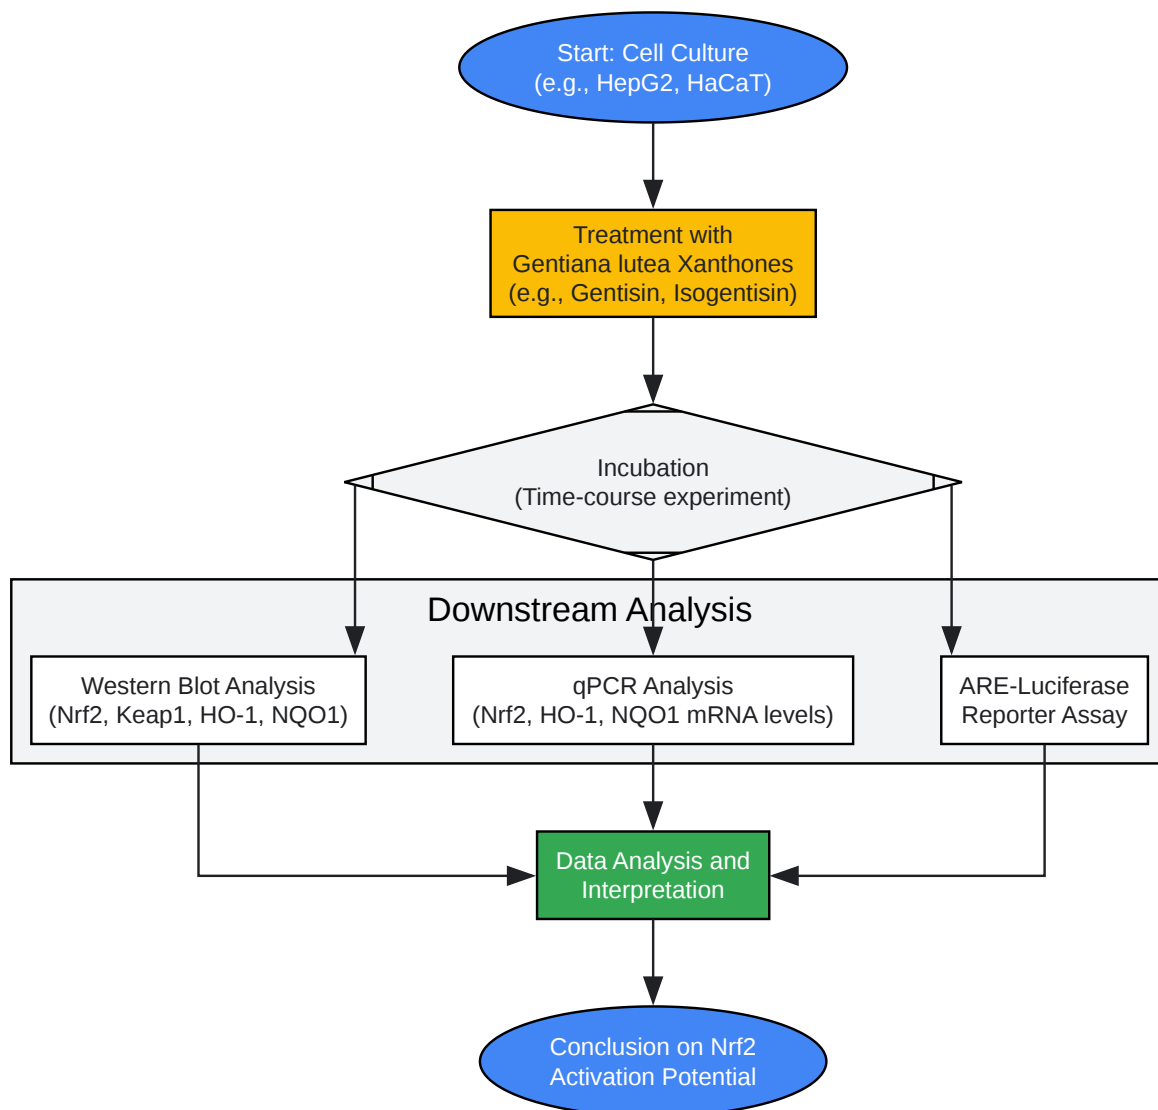 Start: Cell Culture
(e.g., HepG2, HaCaT)
Treatment with
Gentiana lutea Xanthones
(e.g., Gentisin, Isogentisin)
Incubation
(Time-course experiment)
Downstream Analysis
Western Blot Analysis
(Nrf2, Keap1, HO-1, NQO1)
qPCR Analysis
(Nrf2, HO-1, NQO1 mRNA levels)
ARE-Luciferase
Reporter Assay
Data Analysis and
Interpretation
Conclusion on Nrf2
Activation Potential